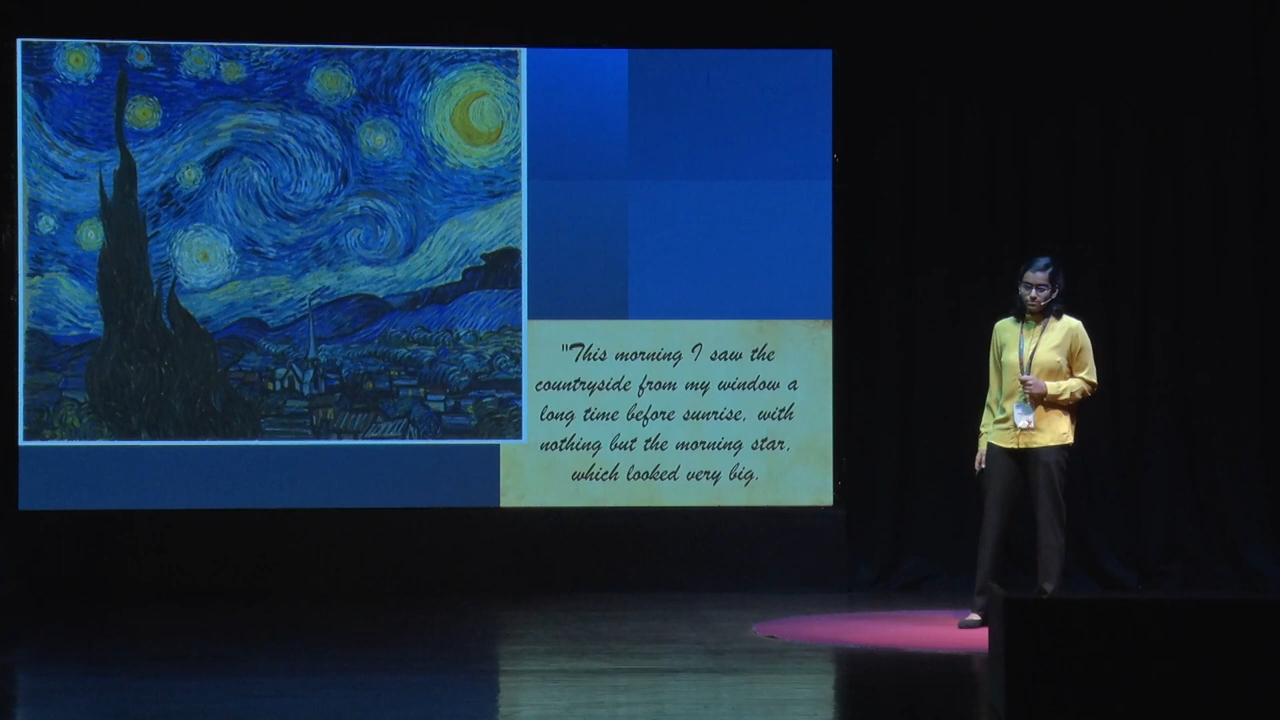 "This morning I saw the
countryside from my window a
long time before sunrise, with
nothing but the morning star,
which looked very big.